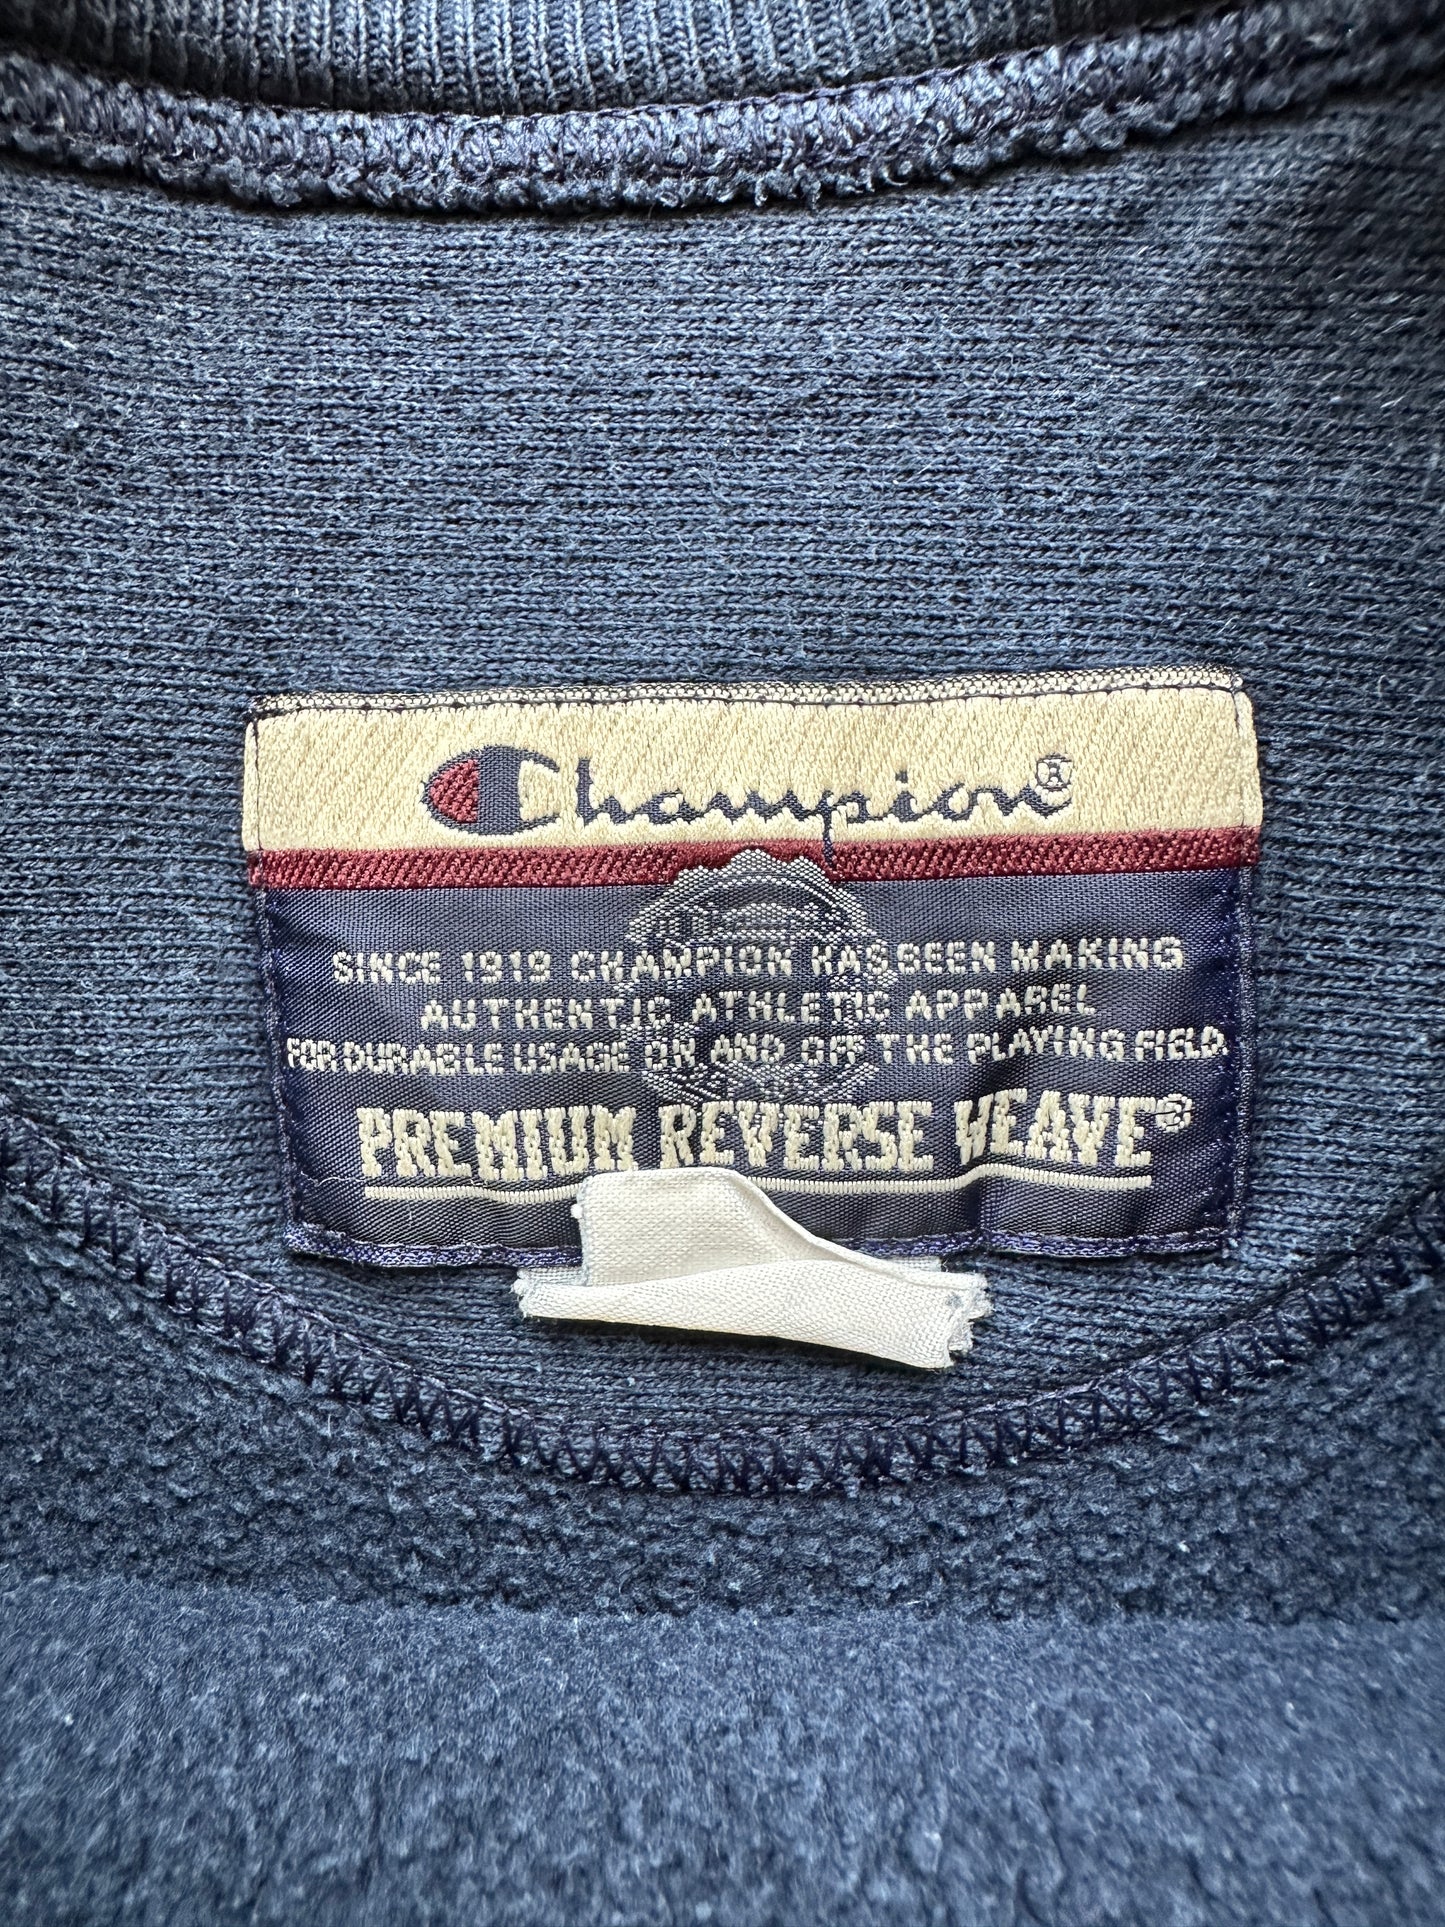 Champion®
SINCE 1919 CHAMPION HAS BEEN MAKING
AUTHENTIC ATHLETIC APPAREL
FOR DURABLE USAGE ON AND OFF THE PLAYING FIELD.
PREMIUM REVERSE WEAVE®